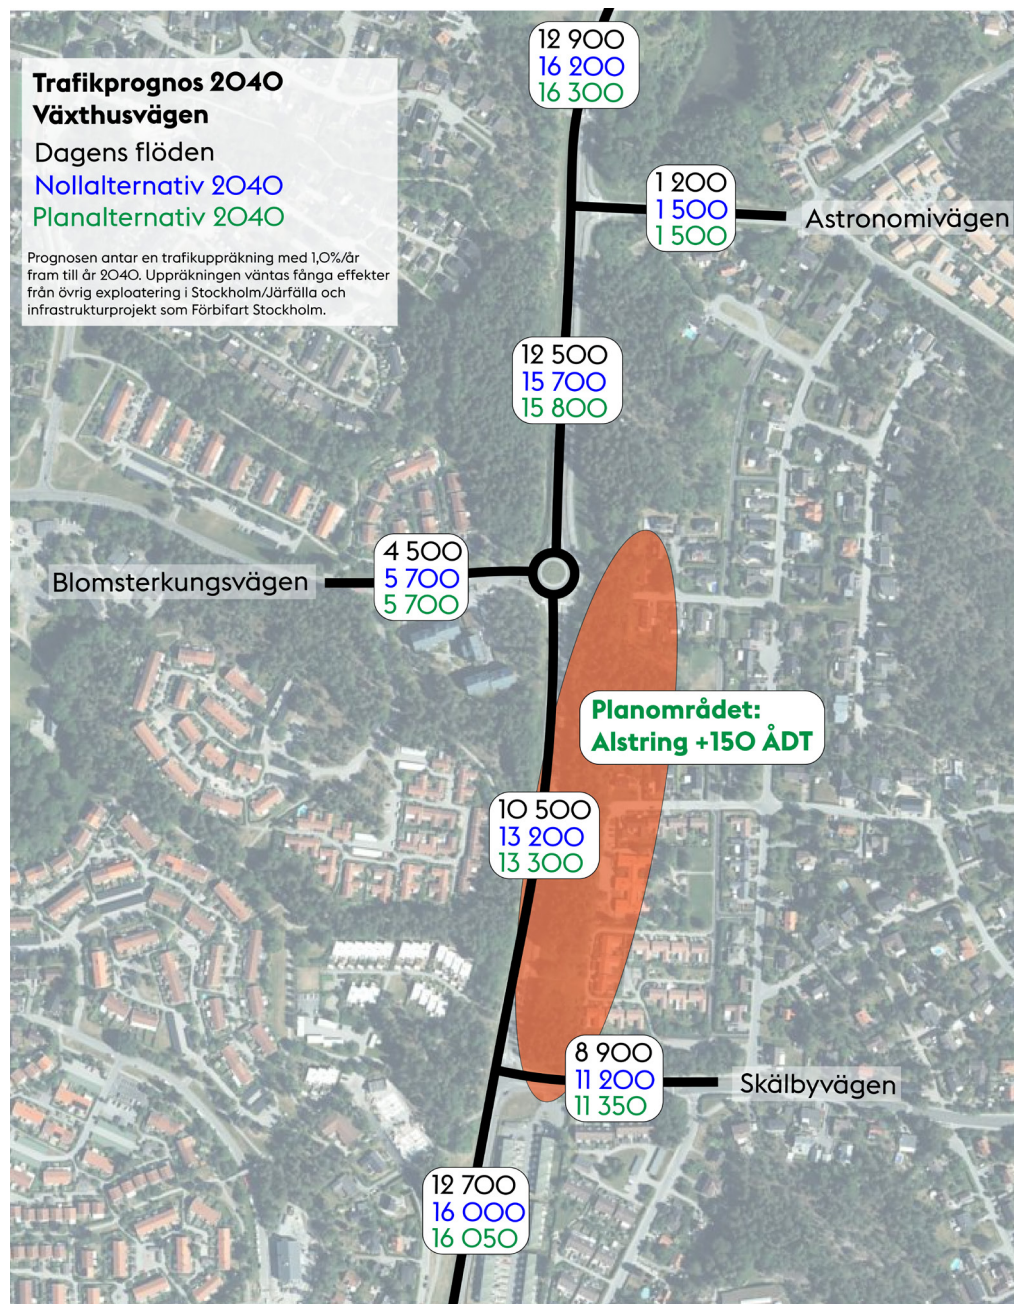 12 900
16 200
16 300
Trafikprognos 2040
Växthusvägen
Dagens flöden
Nollalternativ 2040
Planalternativ 2040
Prognosen antar en trafikuppräkning med 1,0%/år
fram till år 2040. Uppräkningen väntas fånga effekter
från övrig exploatering i Stockholm/Järfälla och
infrastrukturprojekt som Förbifart Stockholm.
1 200
1 500
1 500
Astronomivägen
12 500
15 700
15 800
4 500
5 700
5 700
Blomsterkungsvägen
Planområdet:
Alstring +150 ÅDT
10 500
13 200
13 300
8 900
11 200
11 350
Skälbyvägen
12 700
16 000
16 050